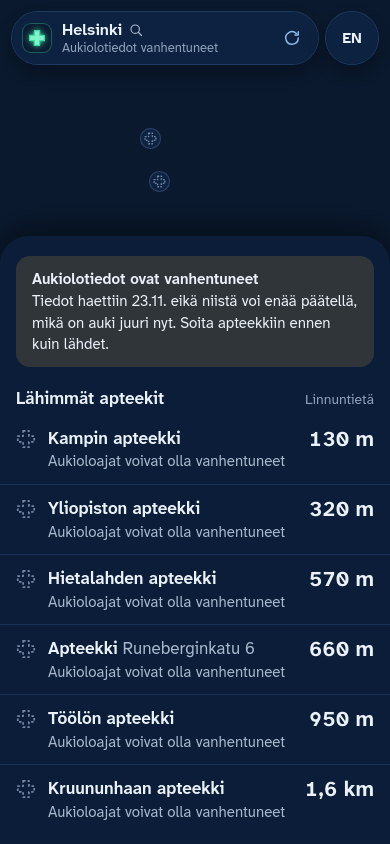 Helsinki
Aukiolotiedot vanhentuneet
EN
Aukiolotiedot ovat vanhentuneet
Tiedot haettiin 23.11. eikä niistä voi enää päätellä,
mikä on auki juuri nyt. Soita apteekkiin ennen
kuin lähdet.
Lähimmät apteekit
Linnuntietä
Kampin apteekki
130 m
Aukioloajat voivat olla vanhentuneet
Yliopiston apteekki
320 m
Aukioloajat voivat olla vanhentuneet
Hietalahden apteekki
570 m
Aukioloajat voivat olla vanhentuneet
Apteekki Runeberginkatu 6
660 m
Aukioloajat voivat olla vanhentuneet
Töölön apteekki
950 m
Aukioloajat voivat olla vanhentuneet
Kruununhaan apteekki
1,6 km
Aukioloajat voivat olla vanhentuneet